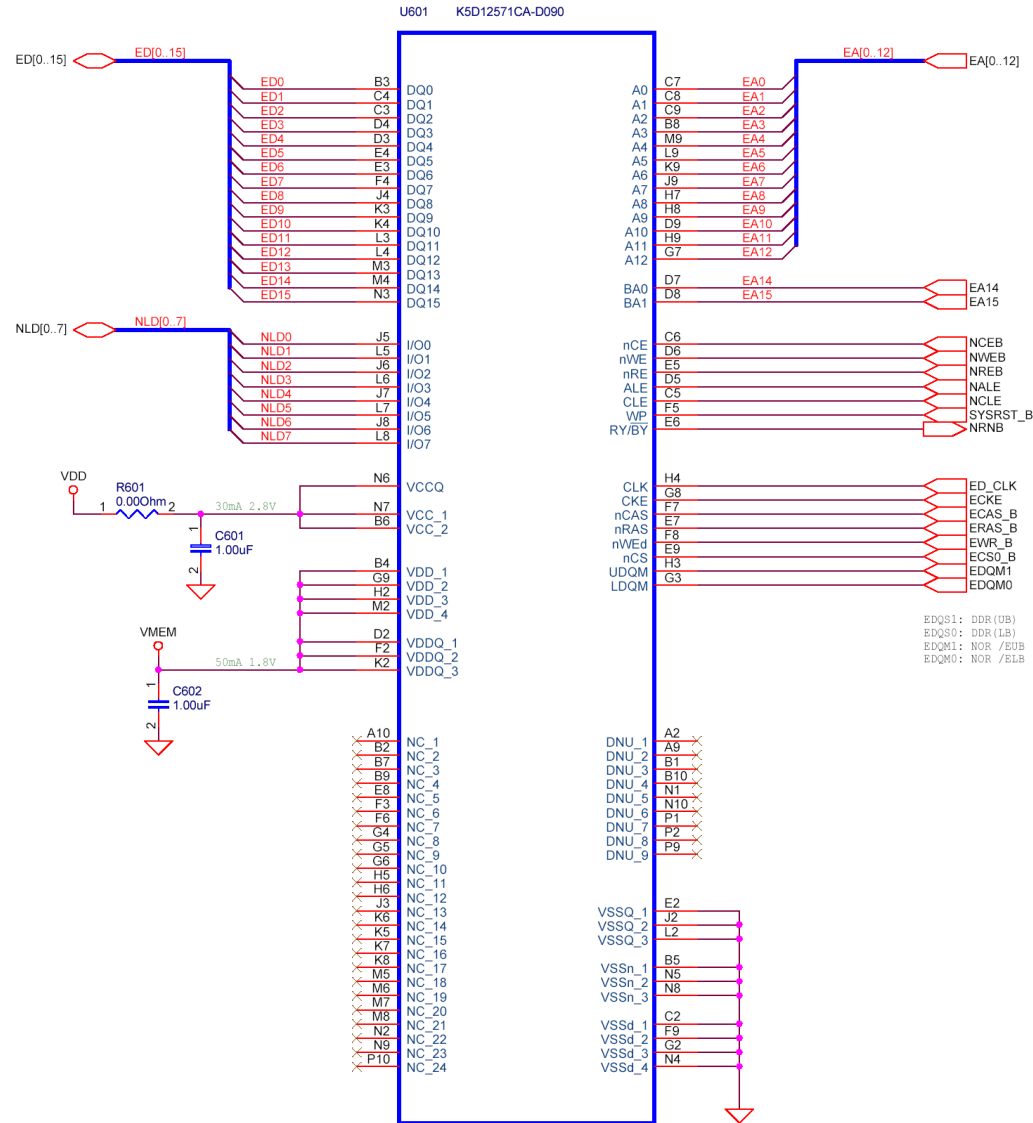 U601 K5D12571CA-D090
ED[0..15] ED[0..15] EA[0..12] EA[0..12]
ED0 B3 DQ0 A0 C7 EA0
ED1 C4 DQ1 A1 C8 EA1
ED2 C3 DQ2 A2 C9 EA2
ED3 D4 DQ3 A3 B8 EA3
ED4 D3 DQ4 A4 M9 EA4
ED5 E4 DQ5 A5 L9 EA5
ED6 E3 DQ6 A6 K9 EA6
ED7 F4 DQ7 A7 J9 EA7
ED8 J4 DQ8 A8 H7 EA8
ED9 K3 DQ9 A9 H8 EA9
ED10 K4 DQ10 A10 D9 EA10
ED11 L3 DQ11 A11 H9 EA11
ED12 L4 DQ12 A12 G7 EA12
ED13 M3 DQ13
ED14 M4 DQ14 BA0 D7 EA14 EA14
ED15 N3 DQ15 BA1 D8 EA15 EA15
NLD[0..7] NLD[0..7]
NLD0 J5 I/O0 nCE C6 NCEB
NLD1 L5 I/O1 nWE D6 NWEB
NLD2 J6 I/O2 nRE E5 NREB
NLD3 L6 I/O3 ALE D5 NALE
NLD4 J7 I/O4 CLE C5 NCLE
NLD5 L7 I/O5 WP F5 SYSRST_B
NLD6 J8 I/O6 RY/BY E6 NRNB
NLD7 L8 I/O7
VDD
R601
0.00Ohm
1 2
30mA 2.8V
N6 VCCQ CLK H4 ED_CLK
CKE G8 ECKE
N7 VCC_1 nCAS F7 ECAS_B
B6 VCC_2 nRAS E7 ERAS_B
nWEd F8 EWR_B
nCS E9 ECS0_B
1
C601
1.00uF
2
B4 VDD_1 UDQM H3 EDQM1
G9 VDD_2 LDQM G3 EDQM0
H2 VDD_3
M2 VDD_4
EDQS1: DDR(UB)
EDQS0: DDR(LB)
EDQM1: NOR /EUB
EDQM0: NOR /ELB
VMEM
D2 VDDQ_1
F2 VDDQ_2
50mA 1.8V K2 VDDQ_3
1
C602
1.00uF
2
A10 NC_1 DNU_1 A2
B2 NC_2 DNU_2 A9
B7 NC_3 DNU_3 B1
B9 NC_4 DNU_4 B10
E8 NC_5 DNU_5 N1
F3 NC_6 DNU_6 N10
F6 NC_7 DNU_7 P1
G4 NC_8 DNU_8 P2
G5 NC_9 DNU_9 P9
G6 NC_10
H5 NC_11
H6 NC_12
J3 NC_13 VSSQ_1 E2
K6 NC_14 VSSQ_2 J2
K5 NC_15 VSSQ_3 L2
K7 NC_16
K8 NC_17 VSSn_1 B5
M5 NC_18 VSSn_2 N5
M6 NC_19 VSSn_3 N8
M7 NC_20
M8 NC_21 VSSd_1 C2
N2 NC_22 VSSd_2 F9
N9 NC_23 VSSd_3 G2
P10 NC_24 VSSd_4 N4